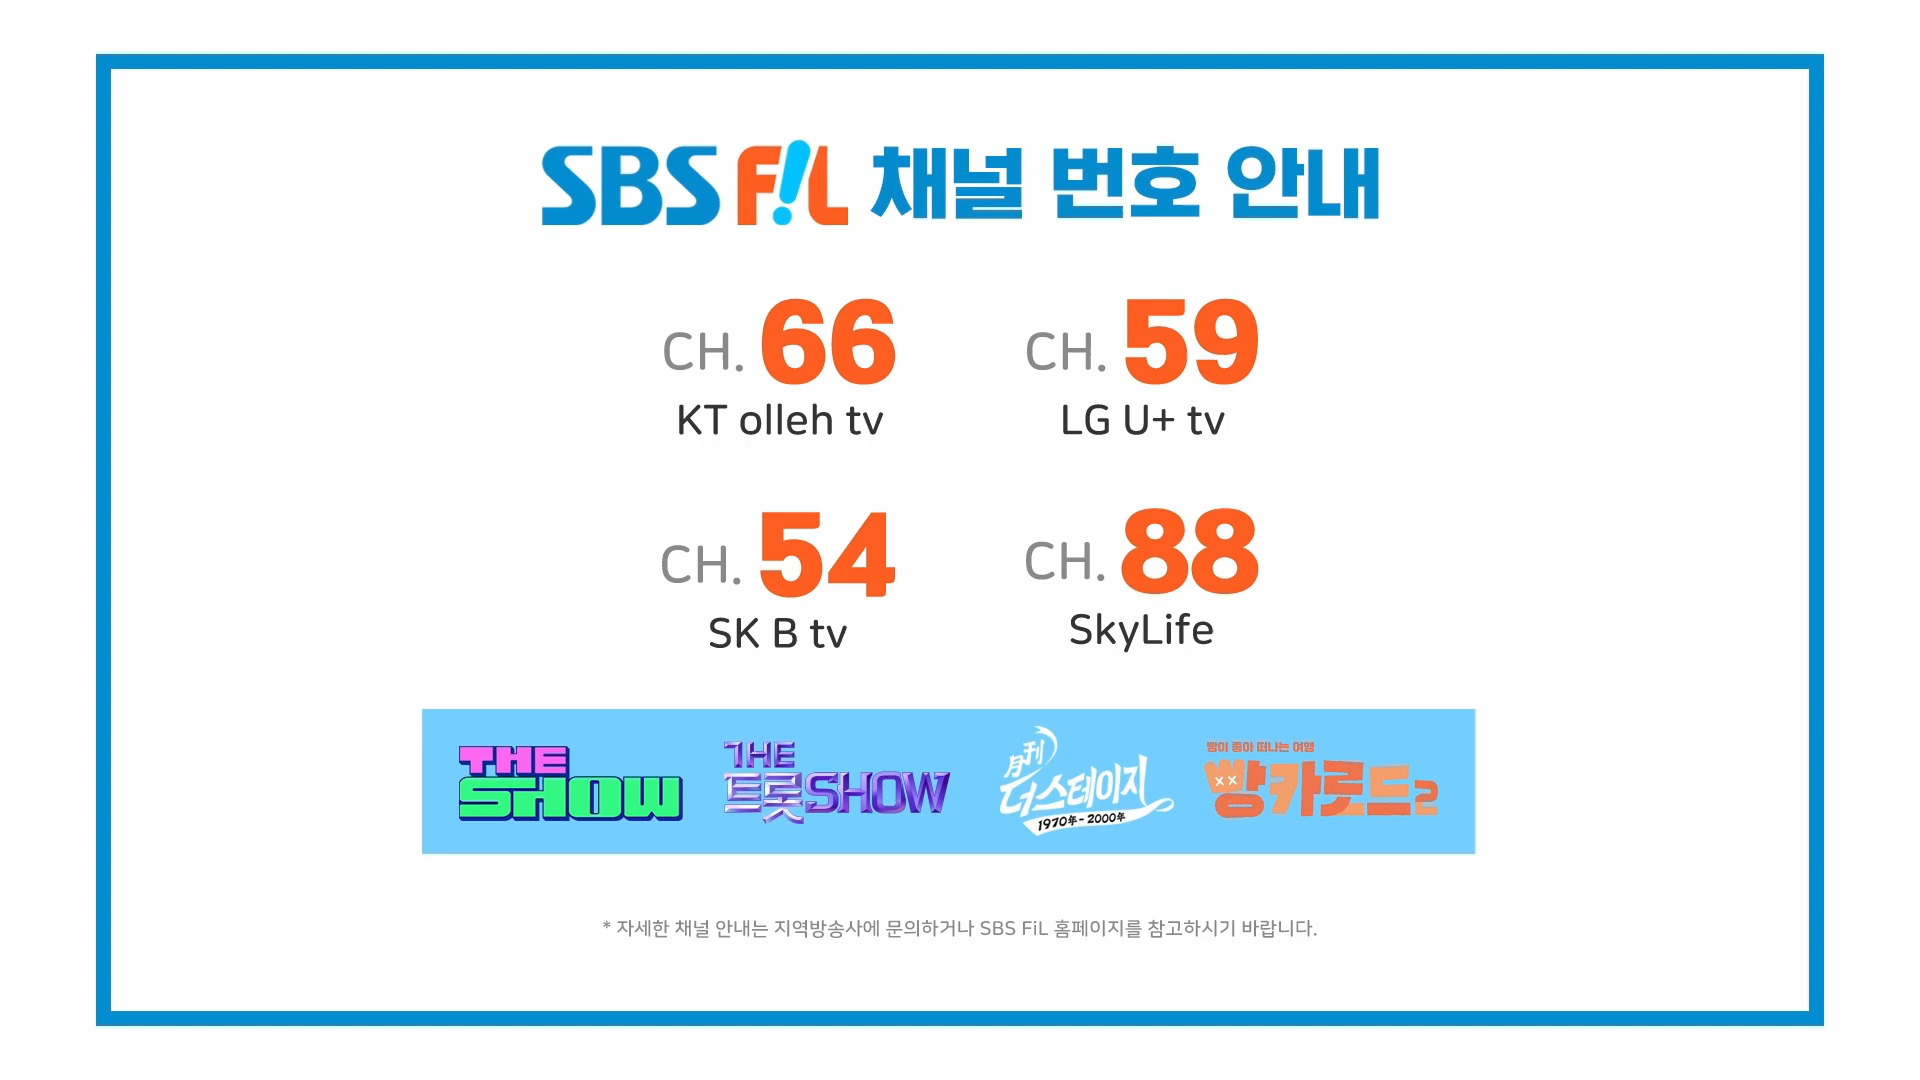 SBS F!L 채널 번호 안내
CH. 66
KT olleh tv
CH. 59
LG U+ tv
CH. 54
SK B tv
CH. 88
SkyLife
THE
SHOW
THE
트롯SHOW
月刊
더스테이지
1970年-2000年
빵이 좋아 떠나는 여행
빵카로드2
* 자세한 채널 안내는 지역방송사에 문의하거나 SBS FiL 홈페이지를 참고하시기 바랍니다.